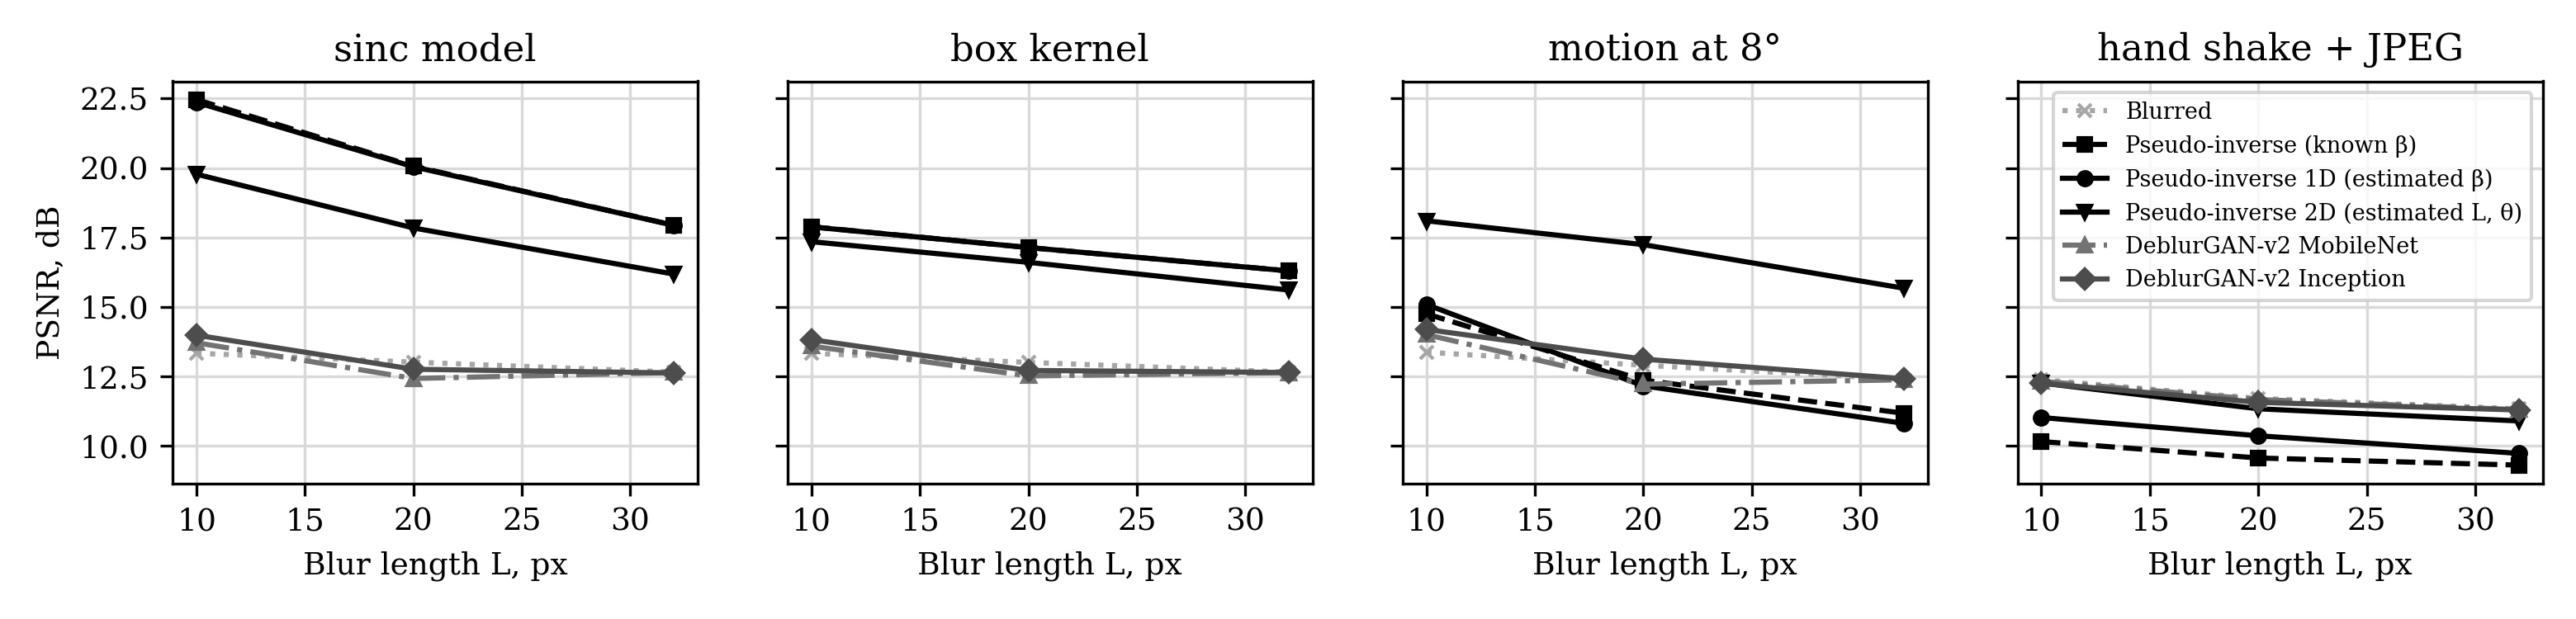 sinc model
box kernel
motion at 8°
hand shake + JPEG
PSNR, dB
22.5
20.0
17.5
15.0
12.5
10.0
Blurred
Pseudo-inverse (known β)
Pseudo-inverse 1D (estimated β)
Pseudo-inverse 2D (estimated L, θ)
DeblurGAN-v2 MobileNet
DeblurGAN-v2 Inception
10 15 20 25 30
10 15 20 25 30
10 15 20 25 30
10 15 20 25 30
Blur length L, px
Blur length L, px
Blur length L, px
Blur length L, px